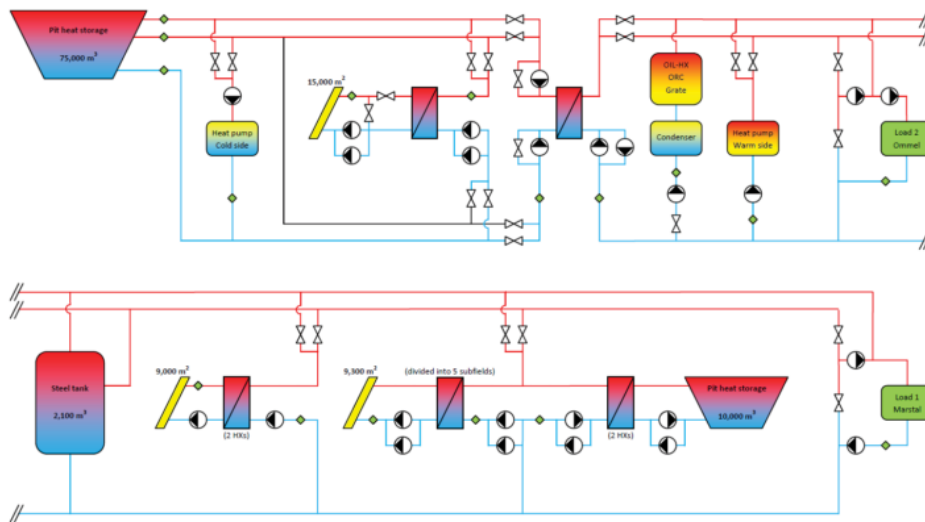 Pit heat storage
75,000 m³
15,000 m²
Heat pump
Cold side
OIL-HX
ORC
Grate
Condenser
Heat pump
Warm side
Load 2
Ommel
Steel tank
2,100 m³
9,000 m²
(2 HXs)
9,300 m²
(divided into 5 subfields)
(2 HXs)
Pit heat storage
10,000 m³
Load 1
Marstal